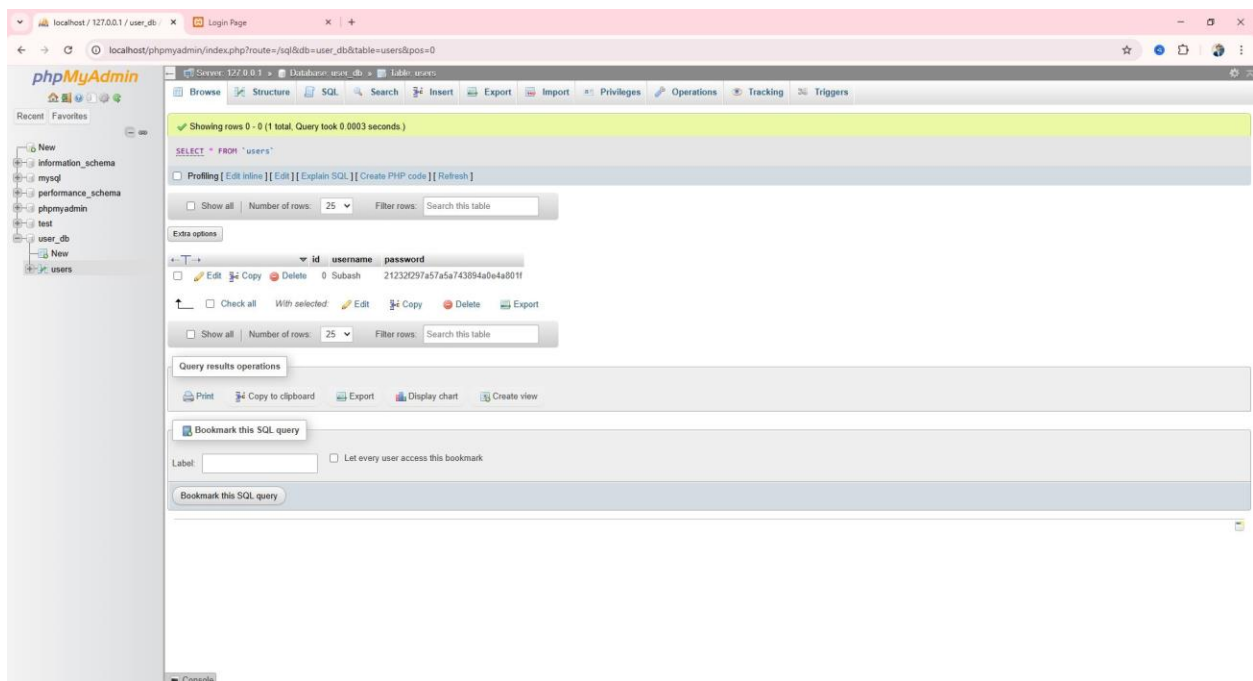 localhost / 127.0.0.1 / user_db / Login Page
localhost/phpmyadmin/index.php?route=/sql&db=user_db&table=users&pos=0
phpMyAdmin
Recent Favorites
New
information_schema
mysql
performance_schema
phpmyadmin
test
user_db
New
users
Server: 127.0.0.1 » Database: user_db » Table: users
Browse Structure SQL Search Insert Export Import Privileges Operations Tracking Triggers
Showing rows 0 - 0 (1 total, Query took 0.0003 seconds.)
SELECT * FROM `users`
Profiling [ Edit inline ] [ Edit ] [ Explain SQL ] [ Create PHP code ] [ Refresh ]
Show all | Number of rows: 25 Filter rows: Search this table
Extra options
id username password
Edit Copy Delete 0 Subash 21232f297a57a5a743894a0e4a801f
Check all With selected: Edit Copy Delete Export
Show all | Number of rows: 25 Filter rows: Search this table
Query results operations
Print Copy to clipboard Export Display chart Create view
Bookmark this SQL query
Label: Let every user access this bookmark
Bookmark this SQL query
Console